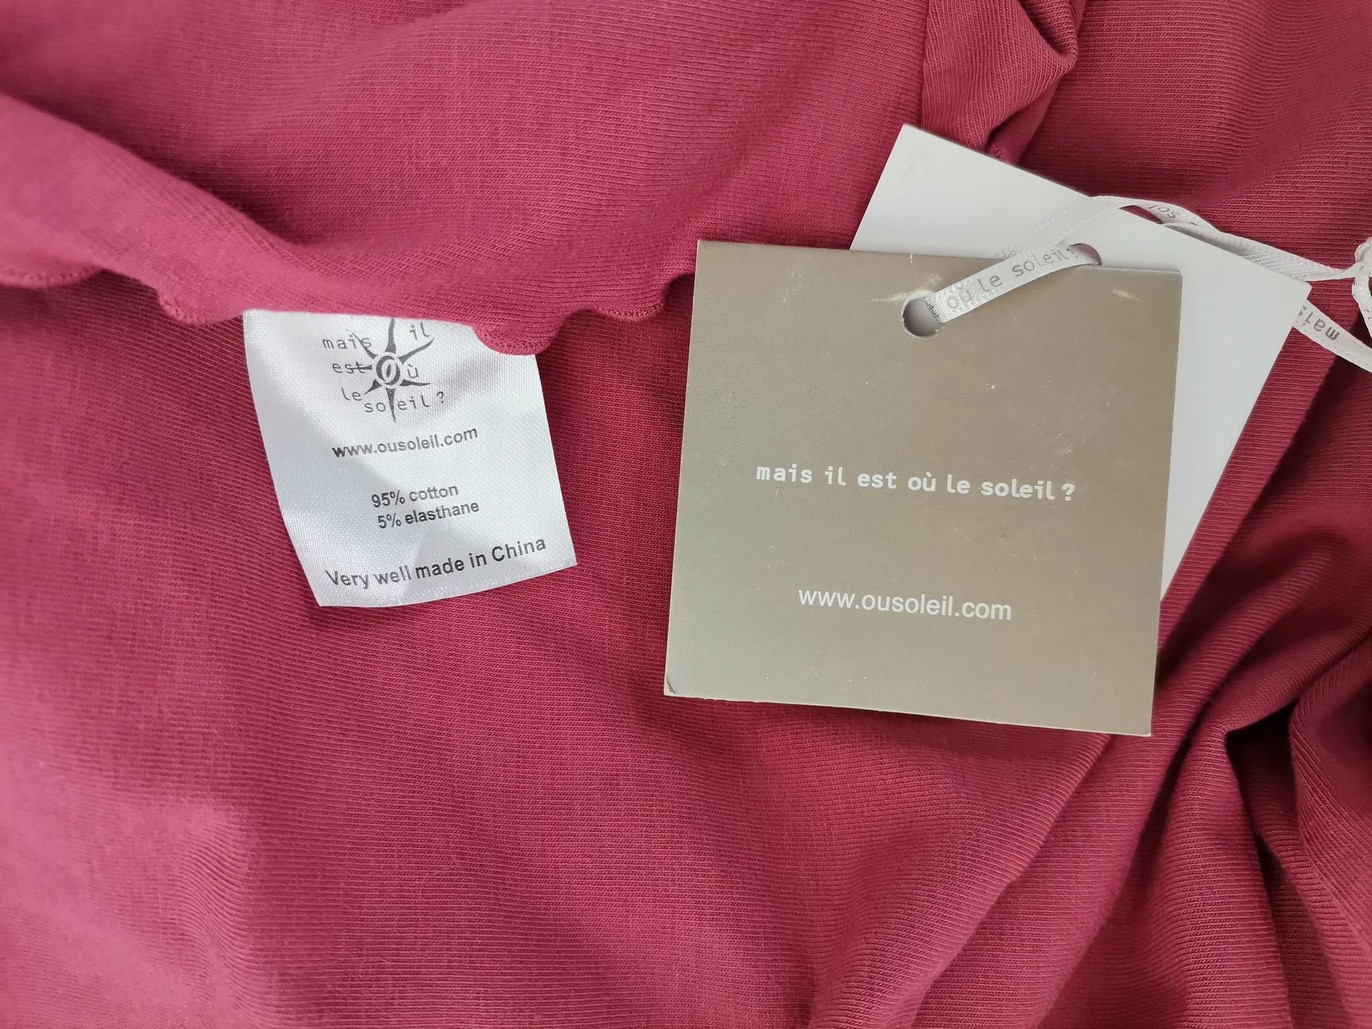 mais il
est où
le
soleil ?
www.ousoleil.com
95% cotton
5% elasthane
Very well made in China
où le soleil?
mais il est où le soleil ?
www.ousoleil.com
sol
mais